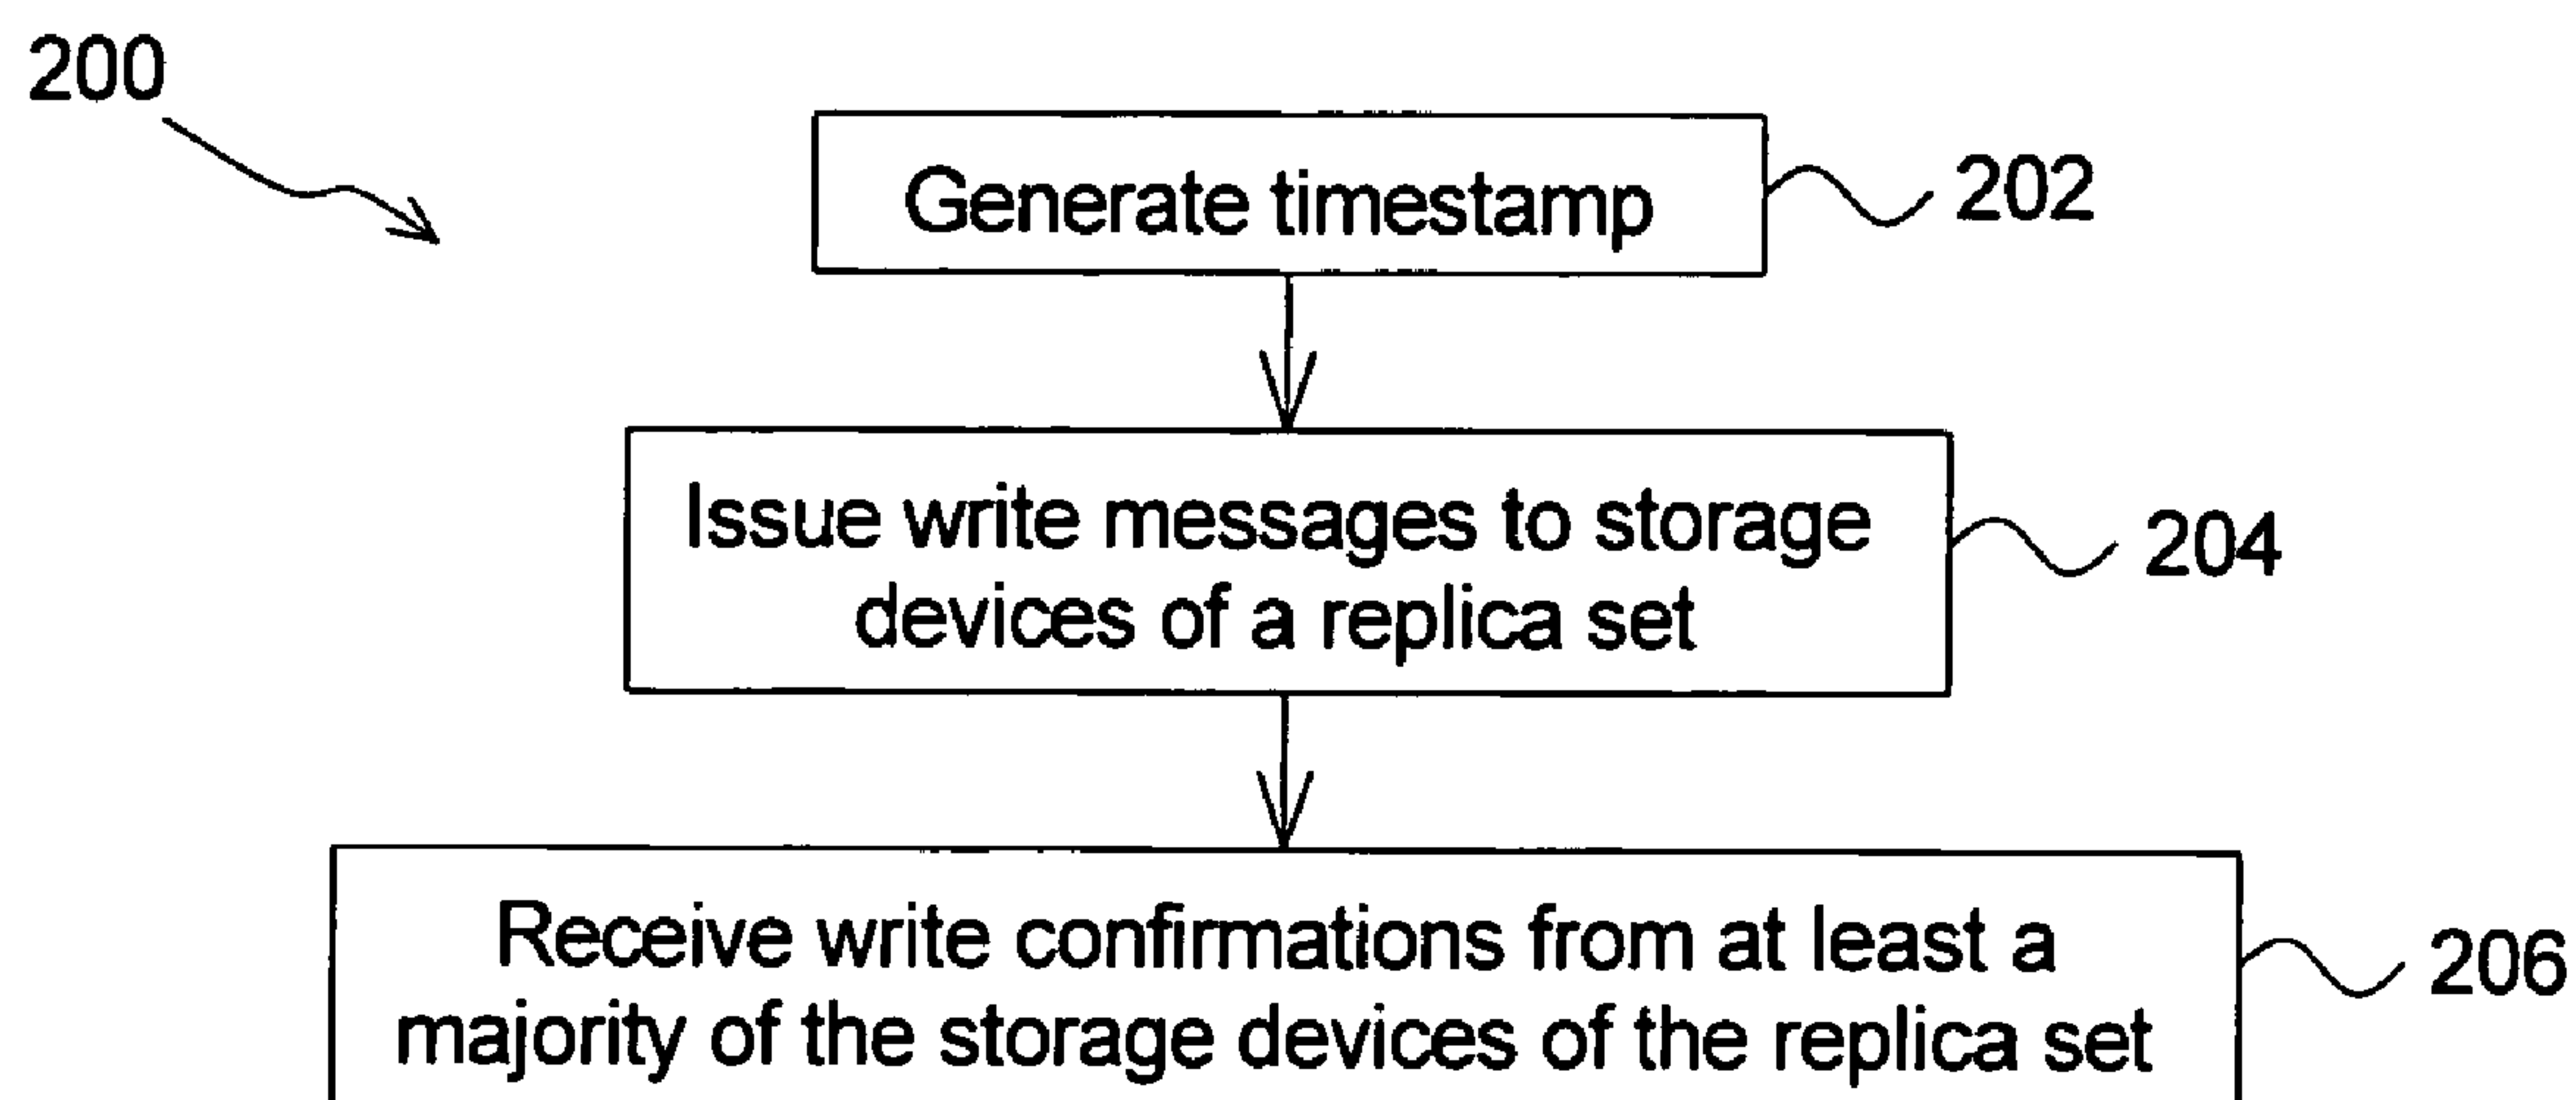 200
Generate timestamp
202
Issue write messages to storage
devices of a replica set
204
Receive write confirmations from at least a
majority of the storage devices of the replica set
206